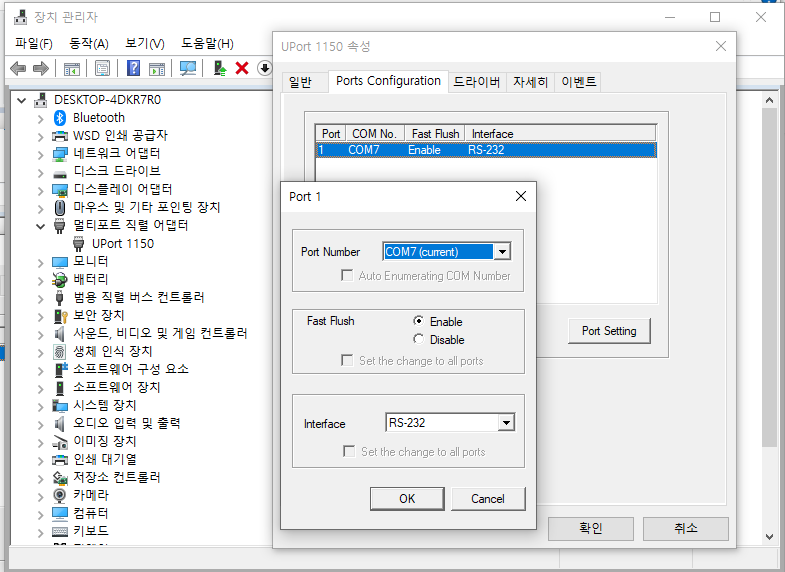 장치 관리자
파일(F) 동작(A) 보기(V) 도움말(H)
DESKTOP-4DKR7R0
Bluetooth
WSD 인쇄 공급자
네트워크 어댑터
디스크 드라이브
디스플레이 어댑터
마우스 및 기타 포인팅 장치
멀티포트 직렬 어댑터
UPort 1150
모니터
배터리
범용 직렬 버스 컨트롤러
보안 장치
사운드, 비디오 및 게임 컨트롤러
생체 인식 장치
소프트웨어 구성 요소
소프트웨어 장치
시스템 장치
오디오 입력 및 출력
이미징 장치
인쇄 대기열
저장소 컨트롤러
카메라
컴퓨터
키보드
UPort 1150 속성
일반 Ports Configuration 드라이버 자세히 이벤트
Port COM No. Fast Flush Interface
1 COM7 Enable RS-232
Port Setting
확인 취소
Port 1
Port Number COM7 (current)
Auto Enumerating COM Number
Fast Flush Enable
Disable
Set the change to all ports
Interface RS-232
Set the change to all ports
OK Cancel